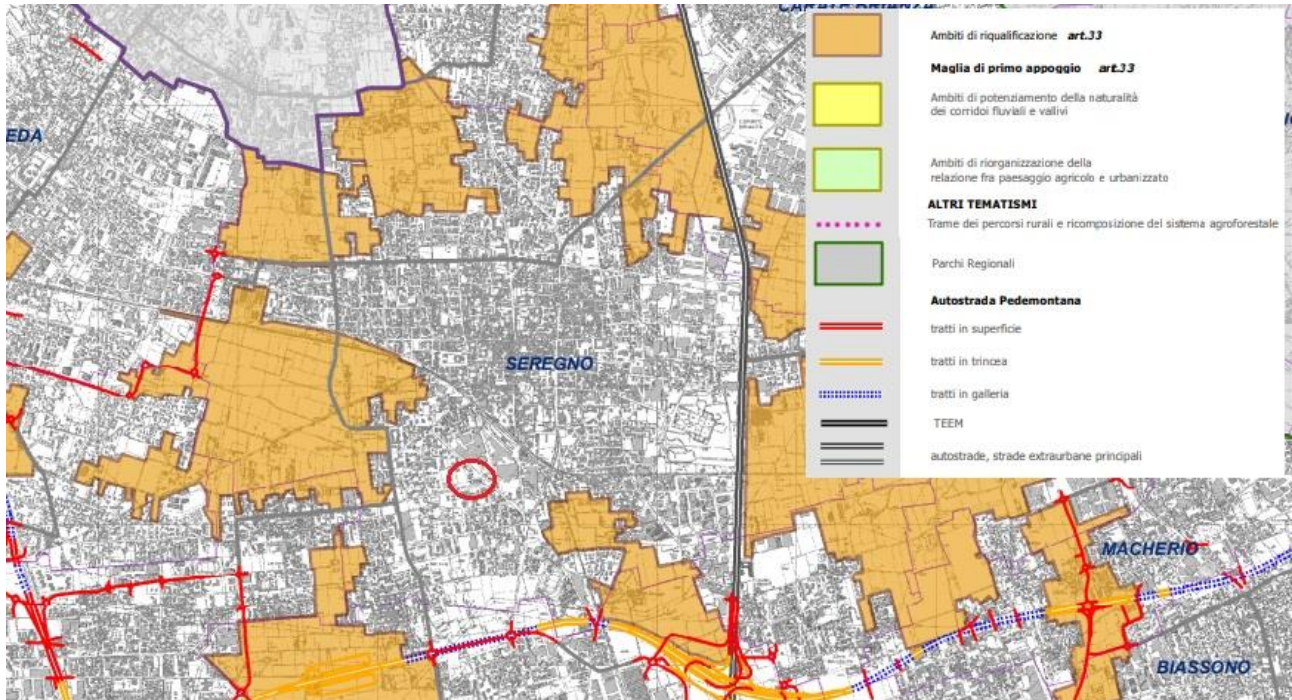 CARATE BRIANZA
EDA
SEREGNO
MACHERIO
BIASSONO
Ambiti di riqualificazione art.33
Maglia di primo appoggio art.33
Ambiti di potenziamento della naturalità
dei corridoi fluviali e vallivi
Ambiti di riorganizzazione della
relazione fra paesaggio agricolo e urbanizzato
ALTRI TEMATISMI
Trame dei percorsi rurali e ricomposizione del sistema agroforestale
Parchi Regionali
Autostrada Pedemontana
tratti in superficie
tratti in trincea
tratti in galleria
TEEM
autostrade, strade extraurbane principali